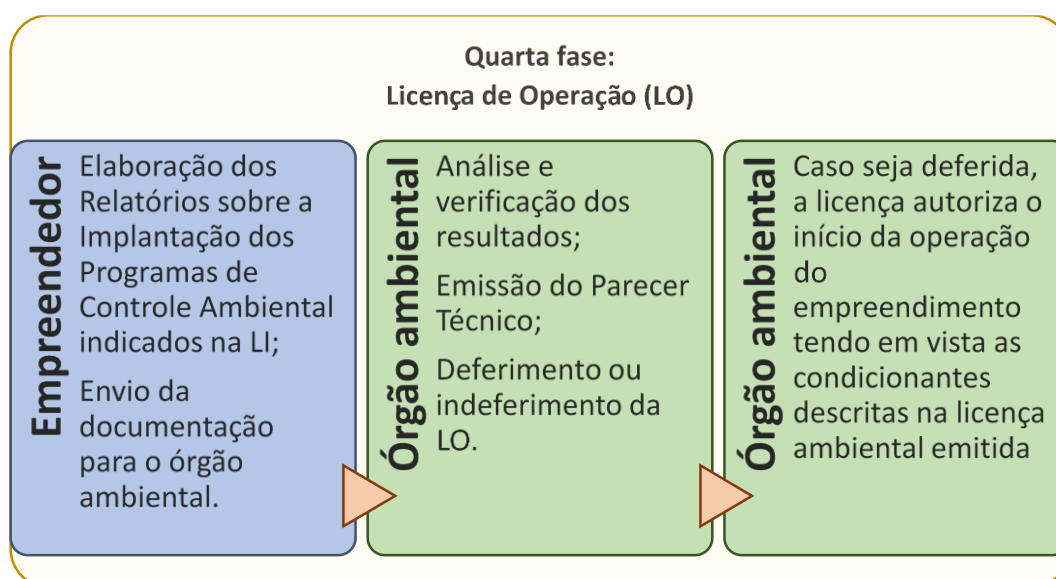 Quarta fase:
Licença de Operação (LO)
Empreendedor
Elaboração dos
Relatórios sobre a
Implantação dos
Programas de
Controle Ambiental
indicados na LI;
Envio da
documentação
para o órgão
ambiental.
Órgão ambiental
Análise e
verificação dos
resultados;
Emissão do Parecer
Técnico;
Deferimento ou
indeferimento da
LO.
Órgão ambiental
Caso seja deferida,
a licença autoriza o
início da operação
do
empreendimento
tendo em vista as
condicionantes
descritas na licença
ambiental emitida